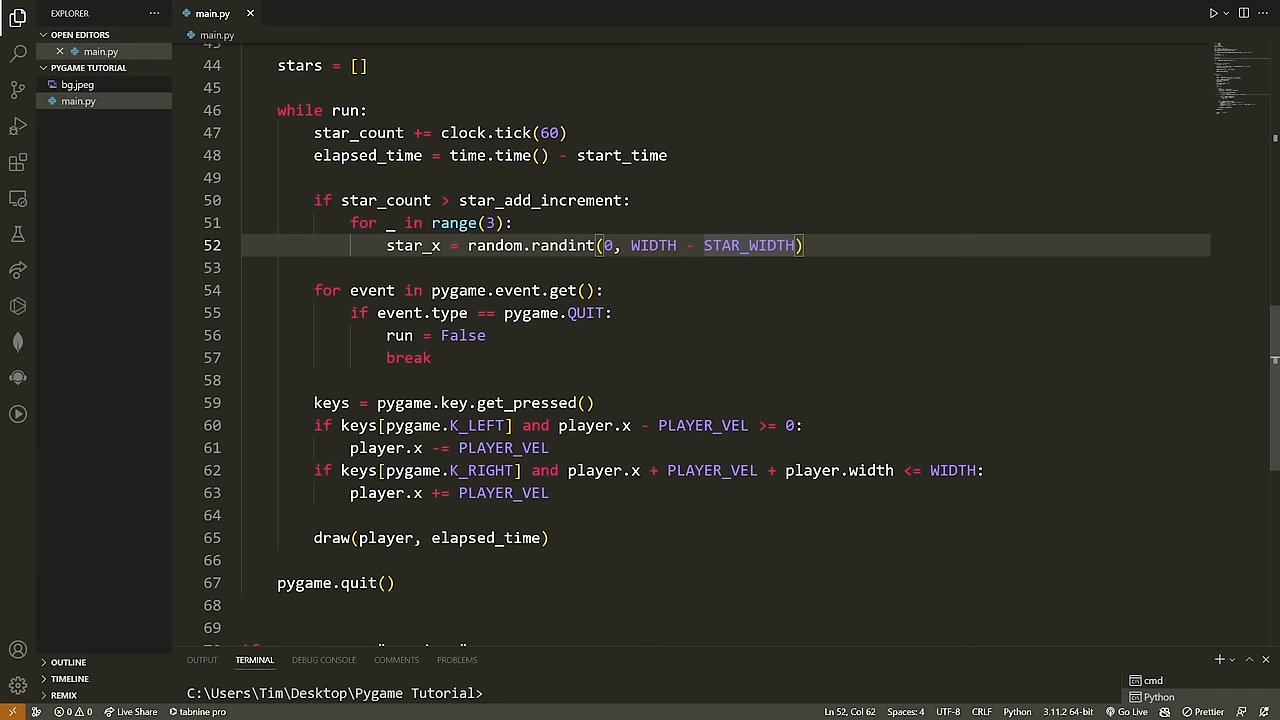 EXPLORER
OPEN EDITORS
main.py
PYGAME TUTORIAL
bg.jpeg
main.py
main.py
main.py
44 stars = []
45
46 while run:
47 star_count += clock.tick(60)
48 elapsed_time = time.time() - start_time
49
50 if star_count > star_add_increment:
51 for _ in range(3):
52 star_x = random.randint(0, WIDTH - STAR_WIDTH)
53
54 for event in pygame.event.get():
55 if event.type == pygame.QUIT:
56 run = False
57 break
58
59 keys = pygame.key.get_pressed()
60 if keys[pygame.K_LEFT] and player.x - PLAYER_VEL >= 0:
61 player.x -= PLAYER_VEL
62 if keys[pygame.K_RIGHT] and player.x + PLAYER_VEL + player.width <= WIDTH:
63 player.x += PLAYER_VEL
64
65 draw(player, elapsed_time)
66
67 pygame.quit()
68
69
OUTLINE
TIMELINE
REMIX
OUTPUT TERMINAL DEBUG CONSOLE COMMENTS PROBLEMS
C:\Users\Tim\Desktop\Pygame Tutorial>
cmd
Python
0 0 Live Share tabnine pro Ln 52, Col 62 Spaces: 4 UTF-8 CRLF Python 3.11.2 64-bit Go Live Prettier